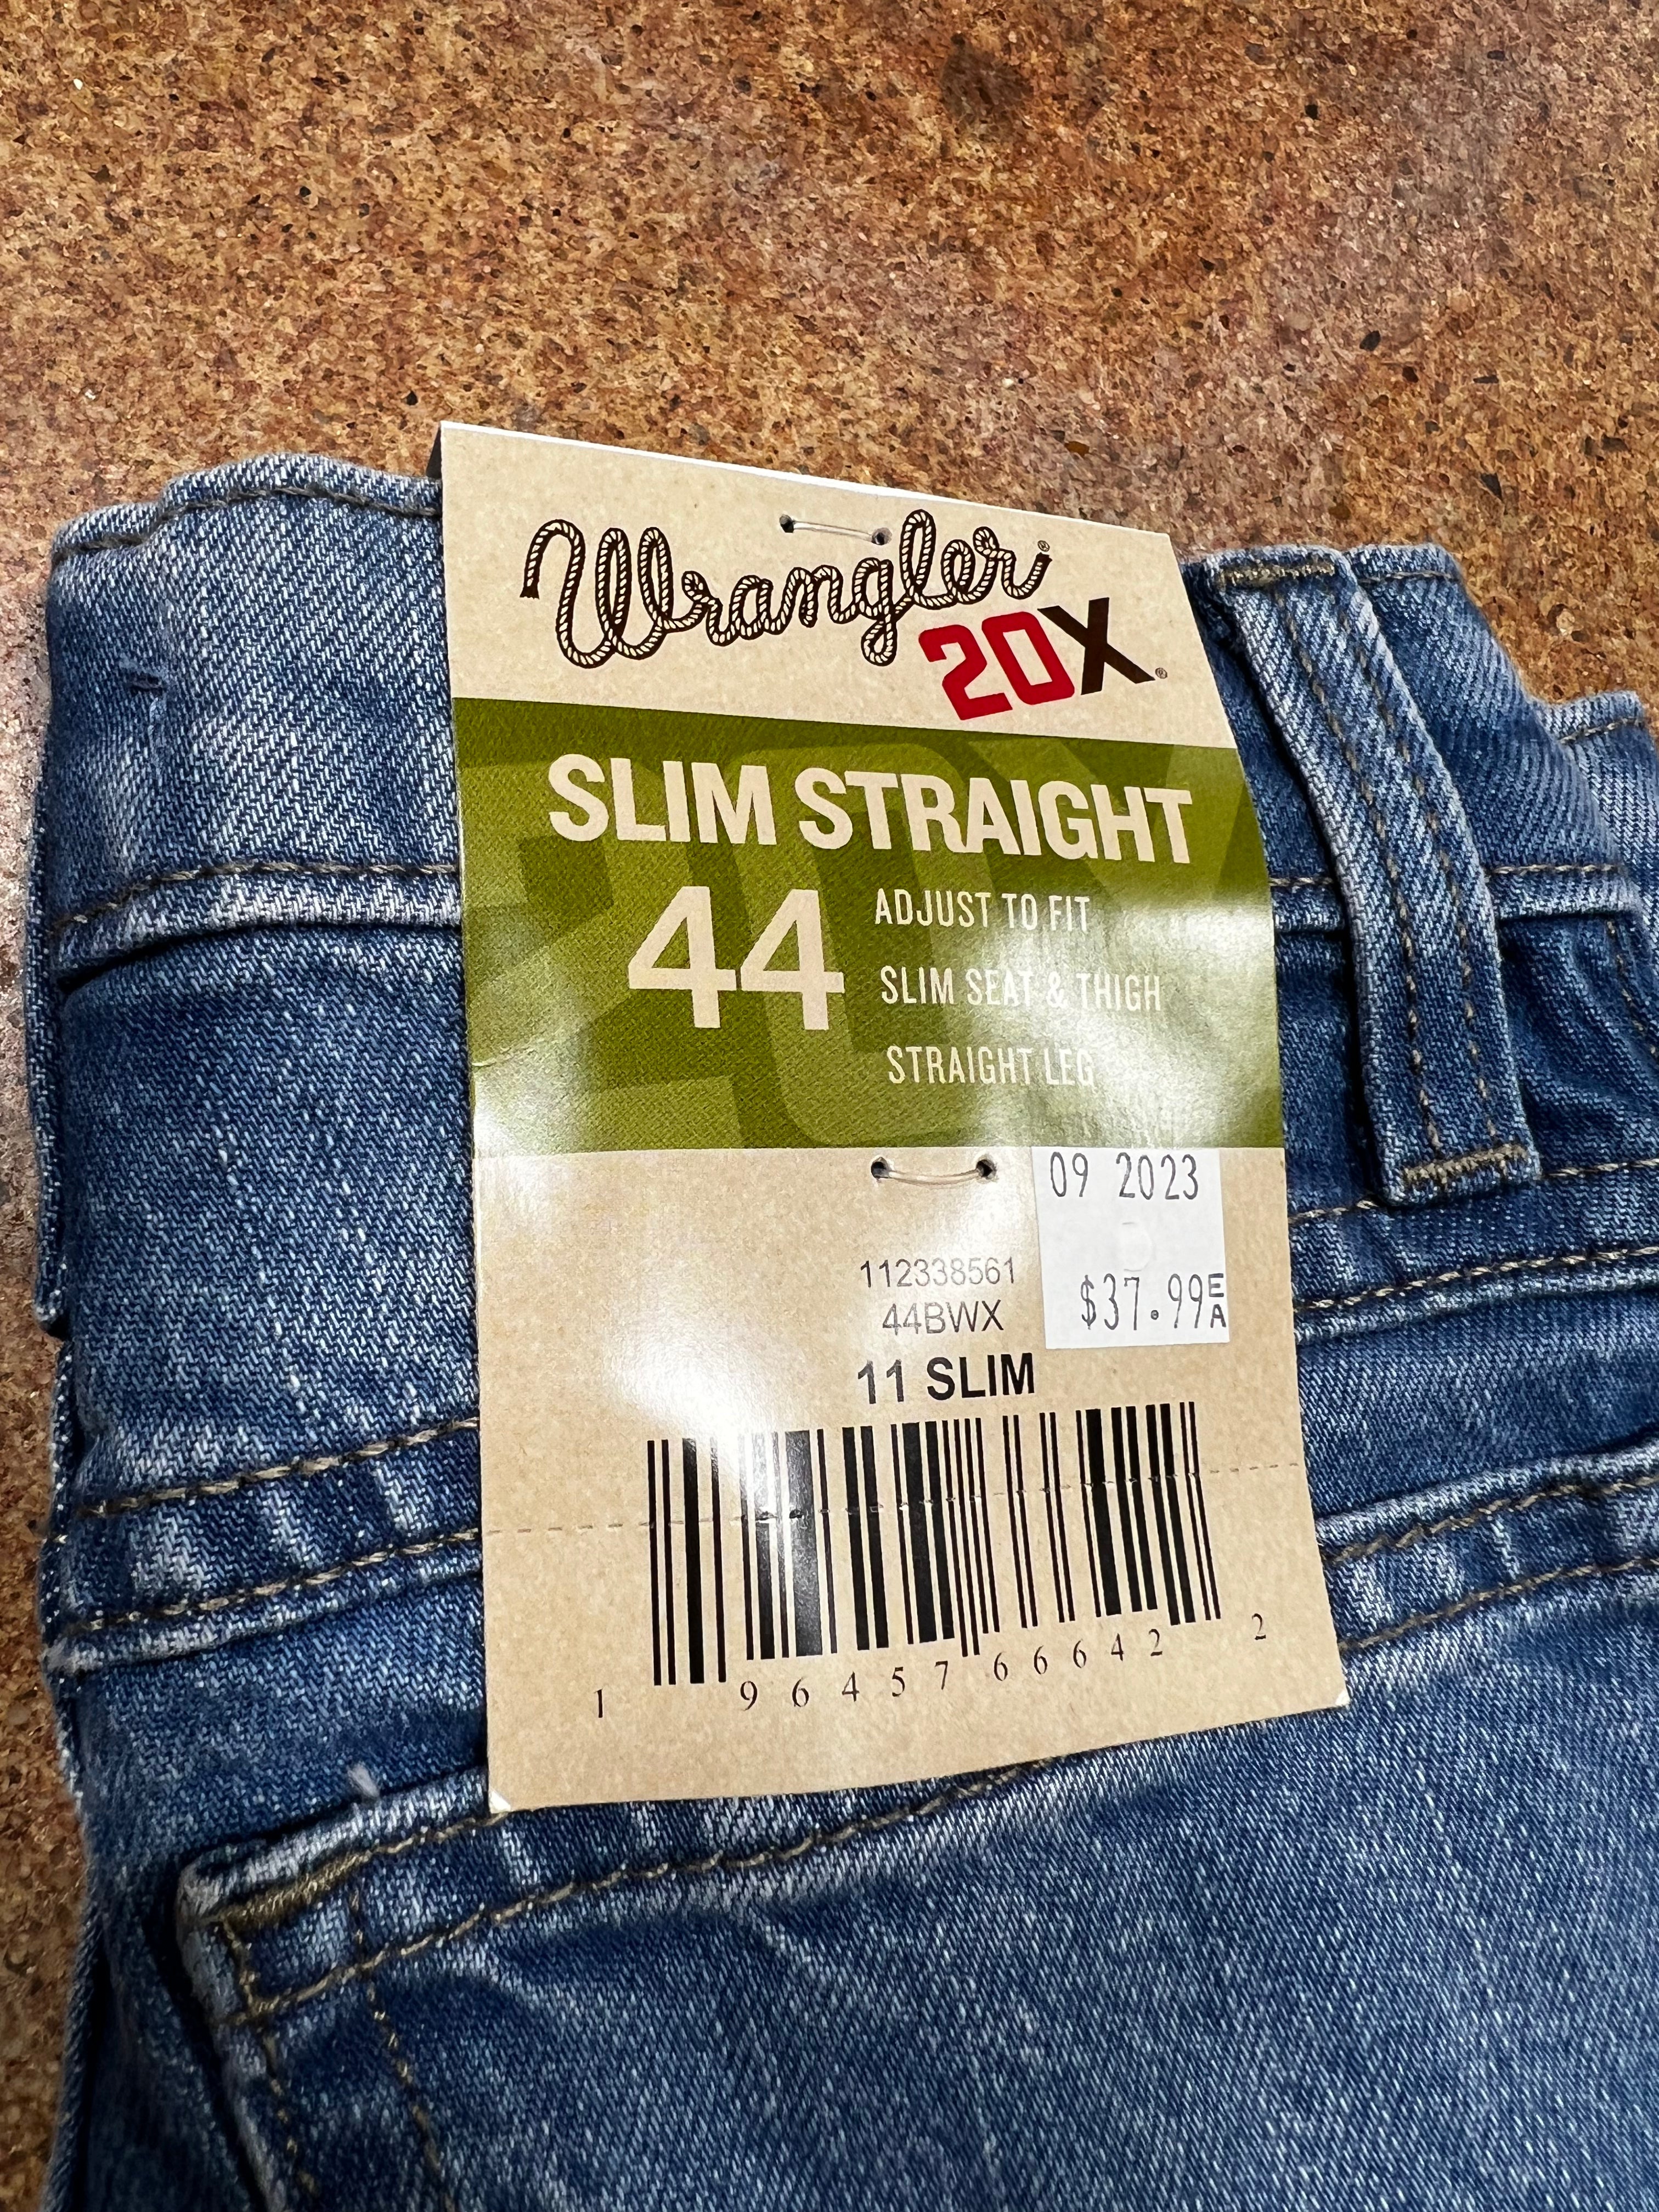 Wrangler®
20X®
SLIM STRAIGHT
44
ADJUST TO FIT
SLIM SEAT & THIGH
STRAIGHT LEG
09 2023
$37.99 EA
112338561
44BWX
11 SLIM
1 96457 66642 2